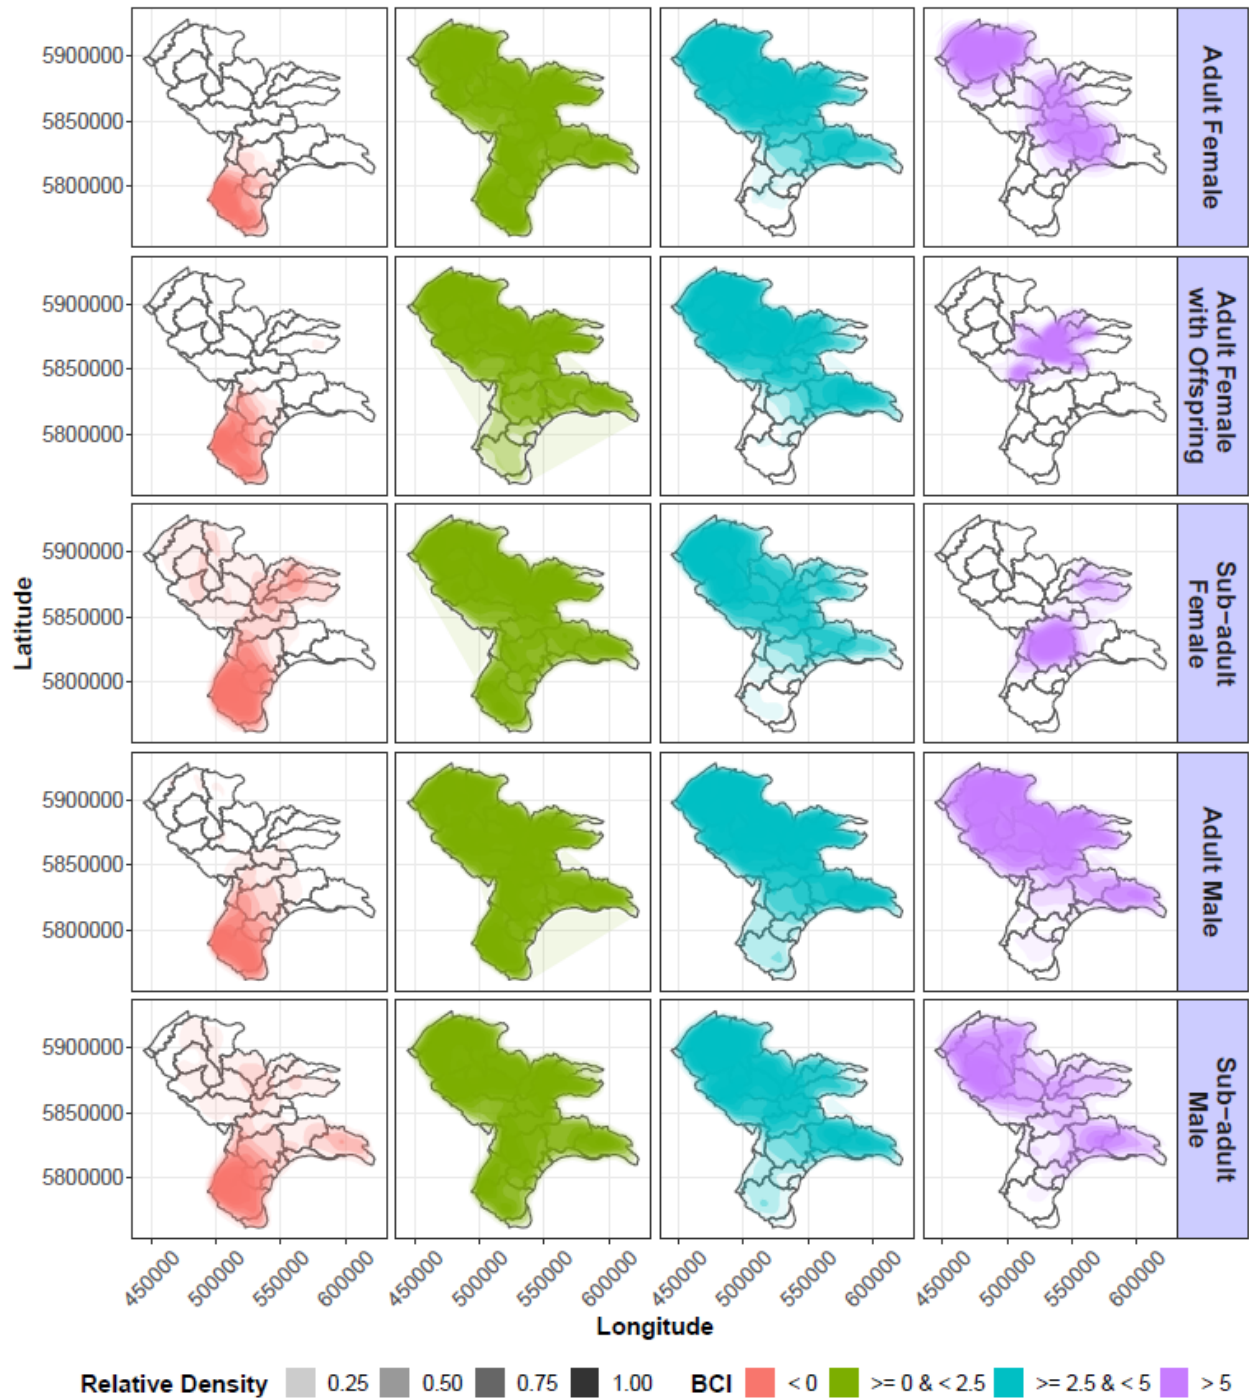 5900000
5850000
5800000
Adult Female
5900000
5850000
5800000
Adult Female
with Offspring
5900000
5850000
5800000
Sub-adult
Female
5900000
5850000
5800000
Adult Male
5900000
5850000
5800000
Sub-adult
Male
Latitude
450000 500000 550000 600000 450000 500000 550000 600000 450000 500000 550000 600000 450000 500000 550000 600000
Longitude
Relative Density 0.25 0.50 0.75 1.00 BCI < 0 >= 0 & < 2.5 >= 2.5 & < 5 > 5